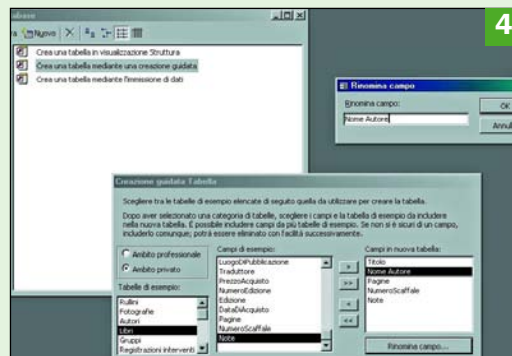 abase
Nuovo
Crea una tabella in visualizzazione Struttura
Crea una tabella mediante una creazione guidata
Crea una tabella mediante l'immissione di dati
4
Rinomina campo
Rinomina campo:
Nome Autore
OK
Annull
Creazione guidata Tabella
Scegliere tra le tabelle di esempio elencate di seguito quella da utilizzare per creare la tabella.
Dopo aver selezionato una categoria di tabelle, scegliere i campi e la tabella di esempio da includere
nella nuova tabella. È possibile includere campi da più tabelle di esempio. Se non si è sicuri di un campo,
includerlo comunque; potrà essere eliminato con facilità successivamente.
Ambito professionale
Ambito privato
Tabelle di esempio:
Rullini
Fotografie
Autori
Libri
Gruppi
Registrazioni interventi
Campi di esempio:
LuogoDiPubblicazione
Traduttore
PrezzoAcquisto
NumeroEdizione
Edizione
DataDiAcquisto
Pagine
NumeroScaffale
Note
>
>>
<
<<
Campi in nuova tabella:
Titolo
Nome Autore
Pagine
NumeroScaffale
Note
Rinomina campo...